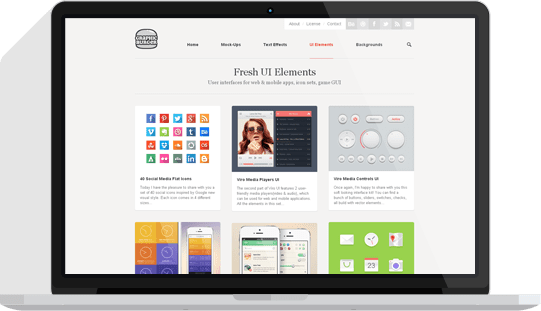 About License Contact
GRAPHIC
BURGER
Home Mock-Ups Text Effects UI Elements Backgrounds
Fresh UI Elements
User interfaces for web & mobile apps, icon sets, game GUI
40 Social Media Flat Icons
Today I have the pleasure to share with you a
set of 40 social icons inspired by Google new
visual style. Each icon comes in 4 different
sizes...
Vire Media Players UI
The second part of Vire UI features 2 user
friendly media players(video & audio), which
can be used for web and mobile applications
All the elements in this set...
Vire Media Controls UI
Once again, I'm happy to share with you this
soft looking interface kit! You can find a
bunch of buttons, sliders, switches, checks,
all build with vector elements...
23